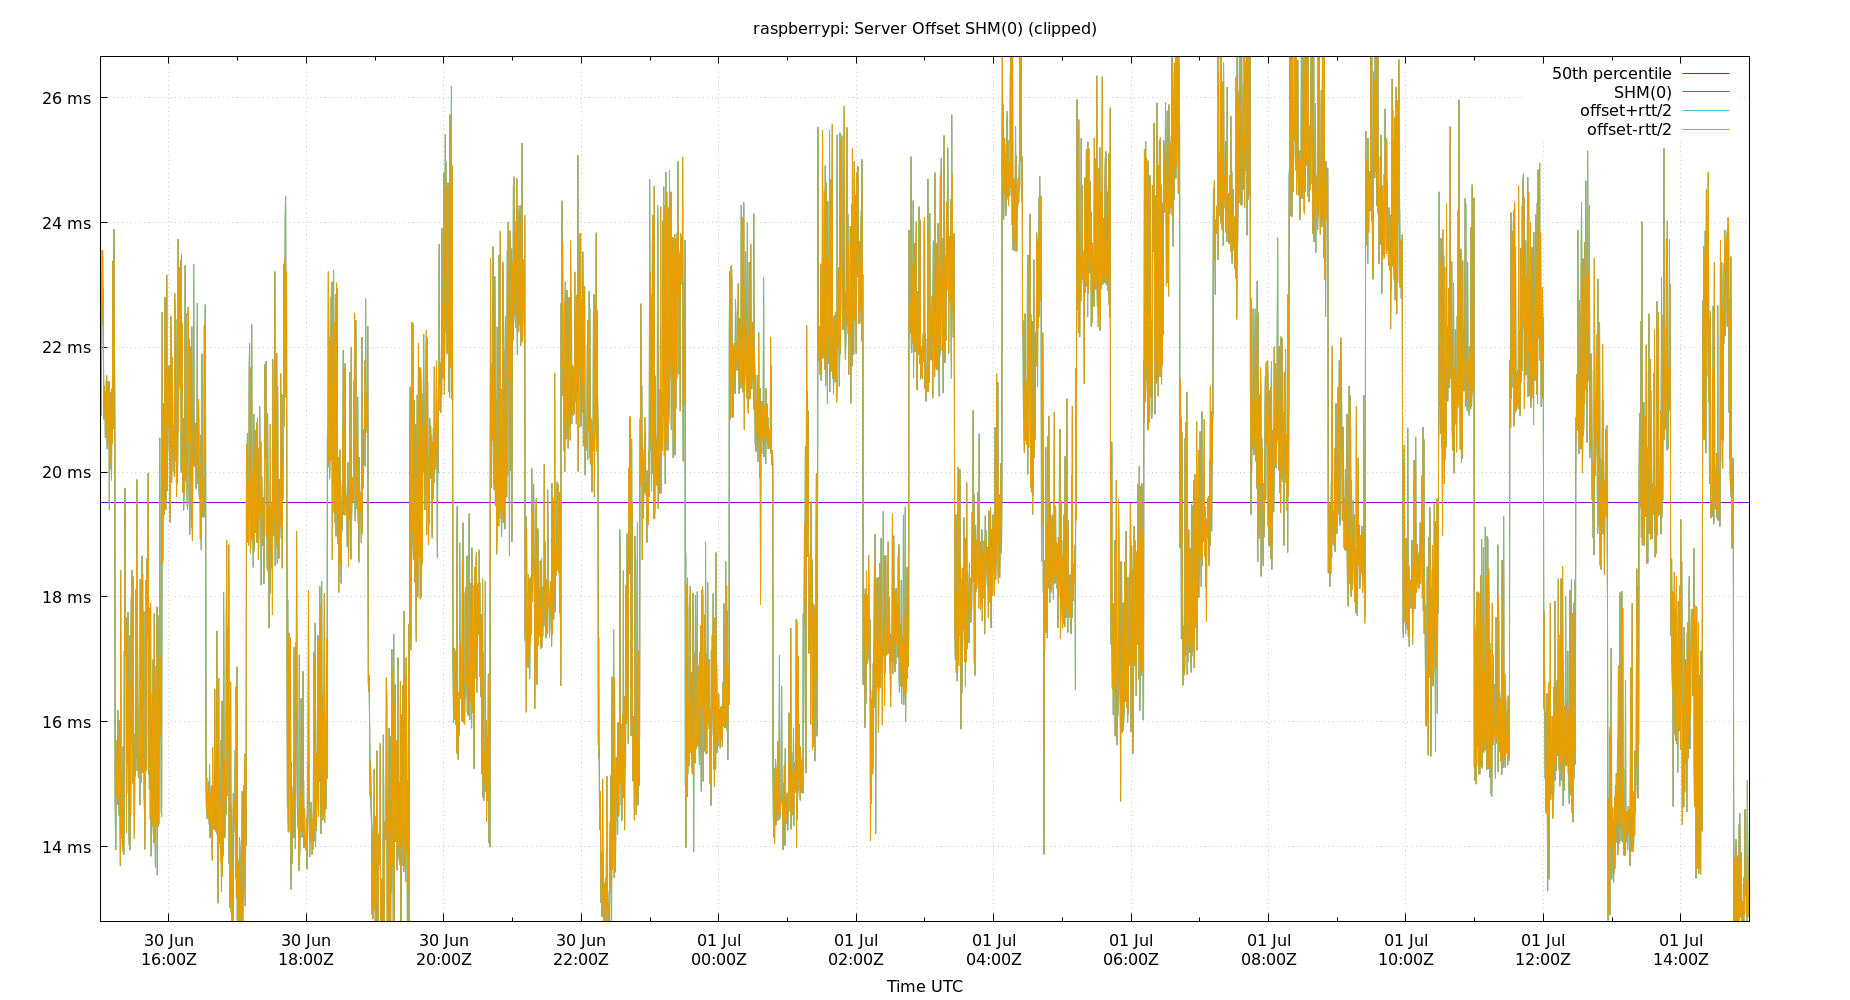 raspberrypi: Server Offset SHM(0) (clipped)
50th percentile
SHM(0)
offset+rtt/2
offset-rtt/2
26 ms
24 ms
22 ms
20 ms
18 ms
16 ms
14 ms
30 Jun 30 Jun 30 Jun 30 Jun 01 Jul 01 Jul 01 Jul 01 Jul 01 Jul 01 Jul 01 Jul 01 Jul
16:00Z 18:00Z 20:00Z 22:00Z 00:00Z 02:00Z 04:00Z 06:00Z 08:00Z 10:00Z 12:00Z 14:00Z
Time UTC